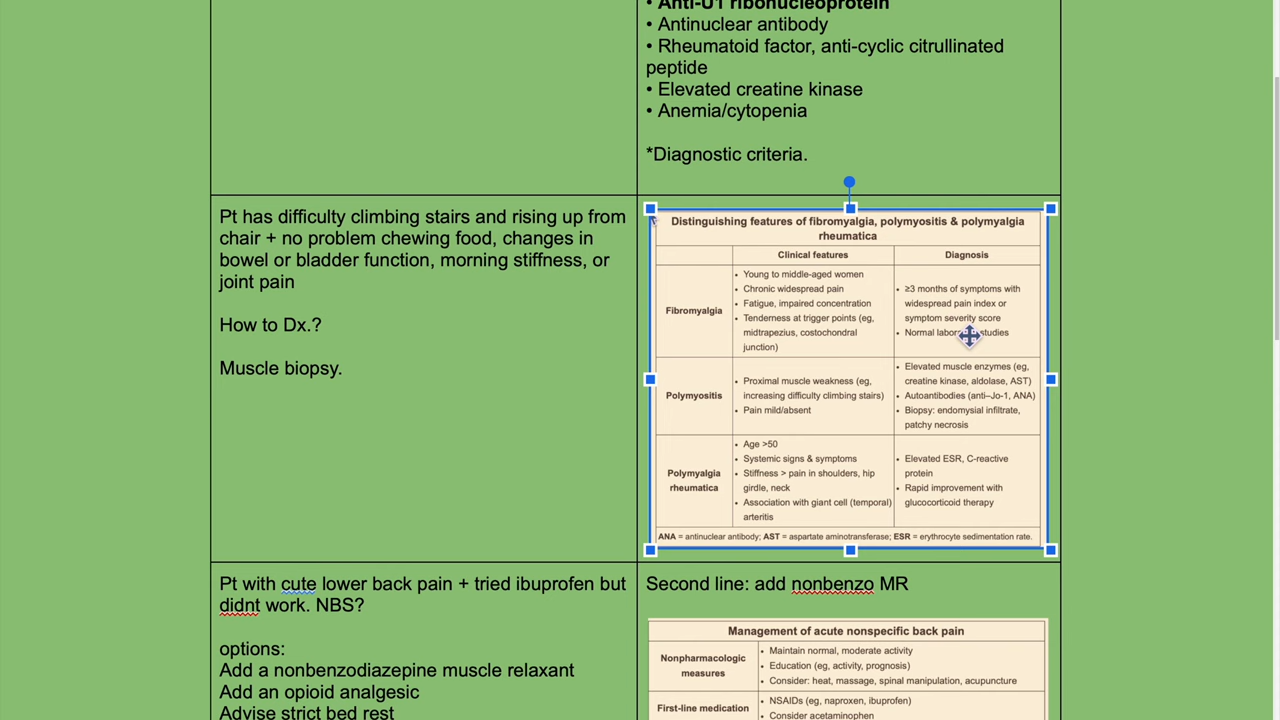 • Anti-U1 ribonucleoprotein
• Antinuclear antibody
• Rheumatoid factor, anti-cyclic citrullinated
peptide
• Elevated creatine kinase
• Anemia/cytopenia
*Diagnostic criteria.
Pt has difficulty climbing stairs and rising up from
chair + no problem chewing food, changes in
bowel or bladder function, morning stiffness, or
joint pain
How to Dx.?
Muscle biopsy.
Distinguishing features of fibromyalgia, polymyositis & polymyalgia
rheumatica
Clinical features
Diagnosis
Fibromyalgia
• Young to middle-aged women
• Chronic widespread pain
• Fatigue, impaired concentration
• Tenderness at trigger points (eg,
midtrapezius, costochondral
junction)
• ≥3 months of symptoms with
widespread pain index or
symptom severity score
• Normal studies
Polymyositis
• Proximal muscle weakness (eg,
increasing difficulty climbing stairs)
• Pain mild/absent
• Elevated muscle enzymes (eg,
creatine kinase, aldolase, AST)
• Autoantibodies (anti–Jo-1, ANA)
• Biopsy: endomysial infiltrate,
patchy necrosis
Polymyalgia
rheumatica
• Age >50
• Systemic signs & symptoms
• Stiffness > pain in shoulders, hip
girdle, neck
• Association with giant cell (temporal)
arteritis
• Elevated ESR, C-reactive
protein
• Rapid improvement with
glucocorticoid therapy
ANA = antinuclear antibody; AST = aspartate aminotransferase; ESR = erythrocyte sedimentation rate.
Pt with cute lower back pain + tried ibuprofen but
didnt work. NBS?
options:
Add a nonbenzodiazepine muscle relaxant
Add an opioid analgesic
Advise strict bed rest
Second line: add nonbenzo MR
Management of acute nonspecific back pain
Nonpharmacologic
measures
• Maintain normal, moderate activity
• Education (eg, activity, prognosis)
• Consider: heat, massage, spinal manipulation, acupuncture
First-line medication
• NSAIDs (eg, naproxen, ibuprofen)
• Consider acetaminophen